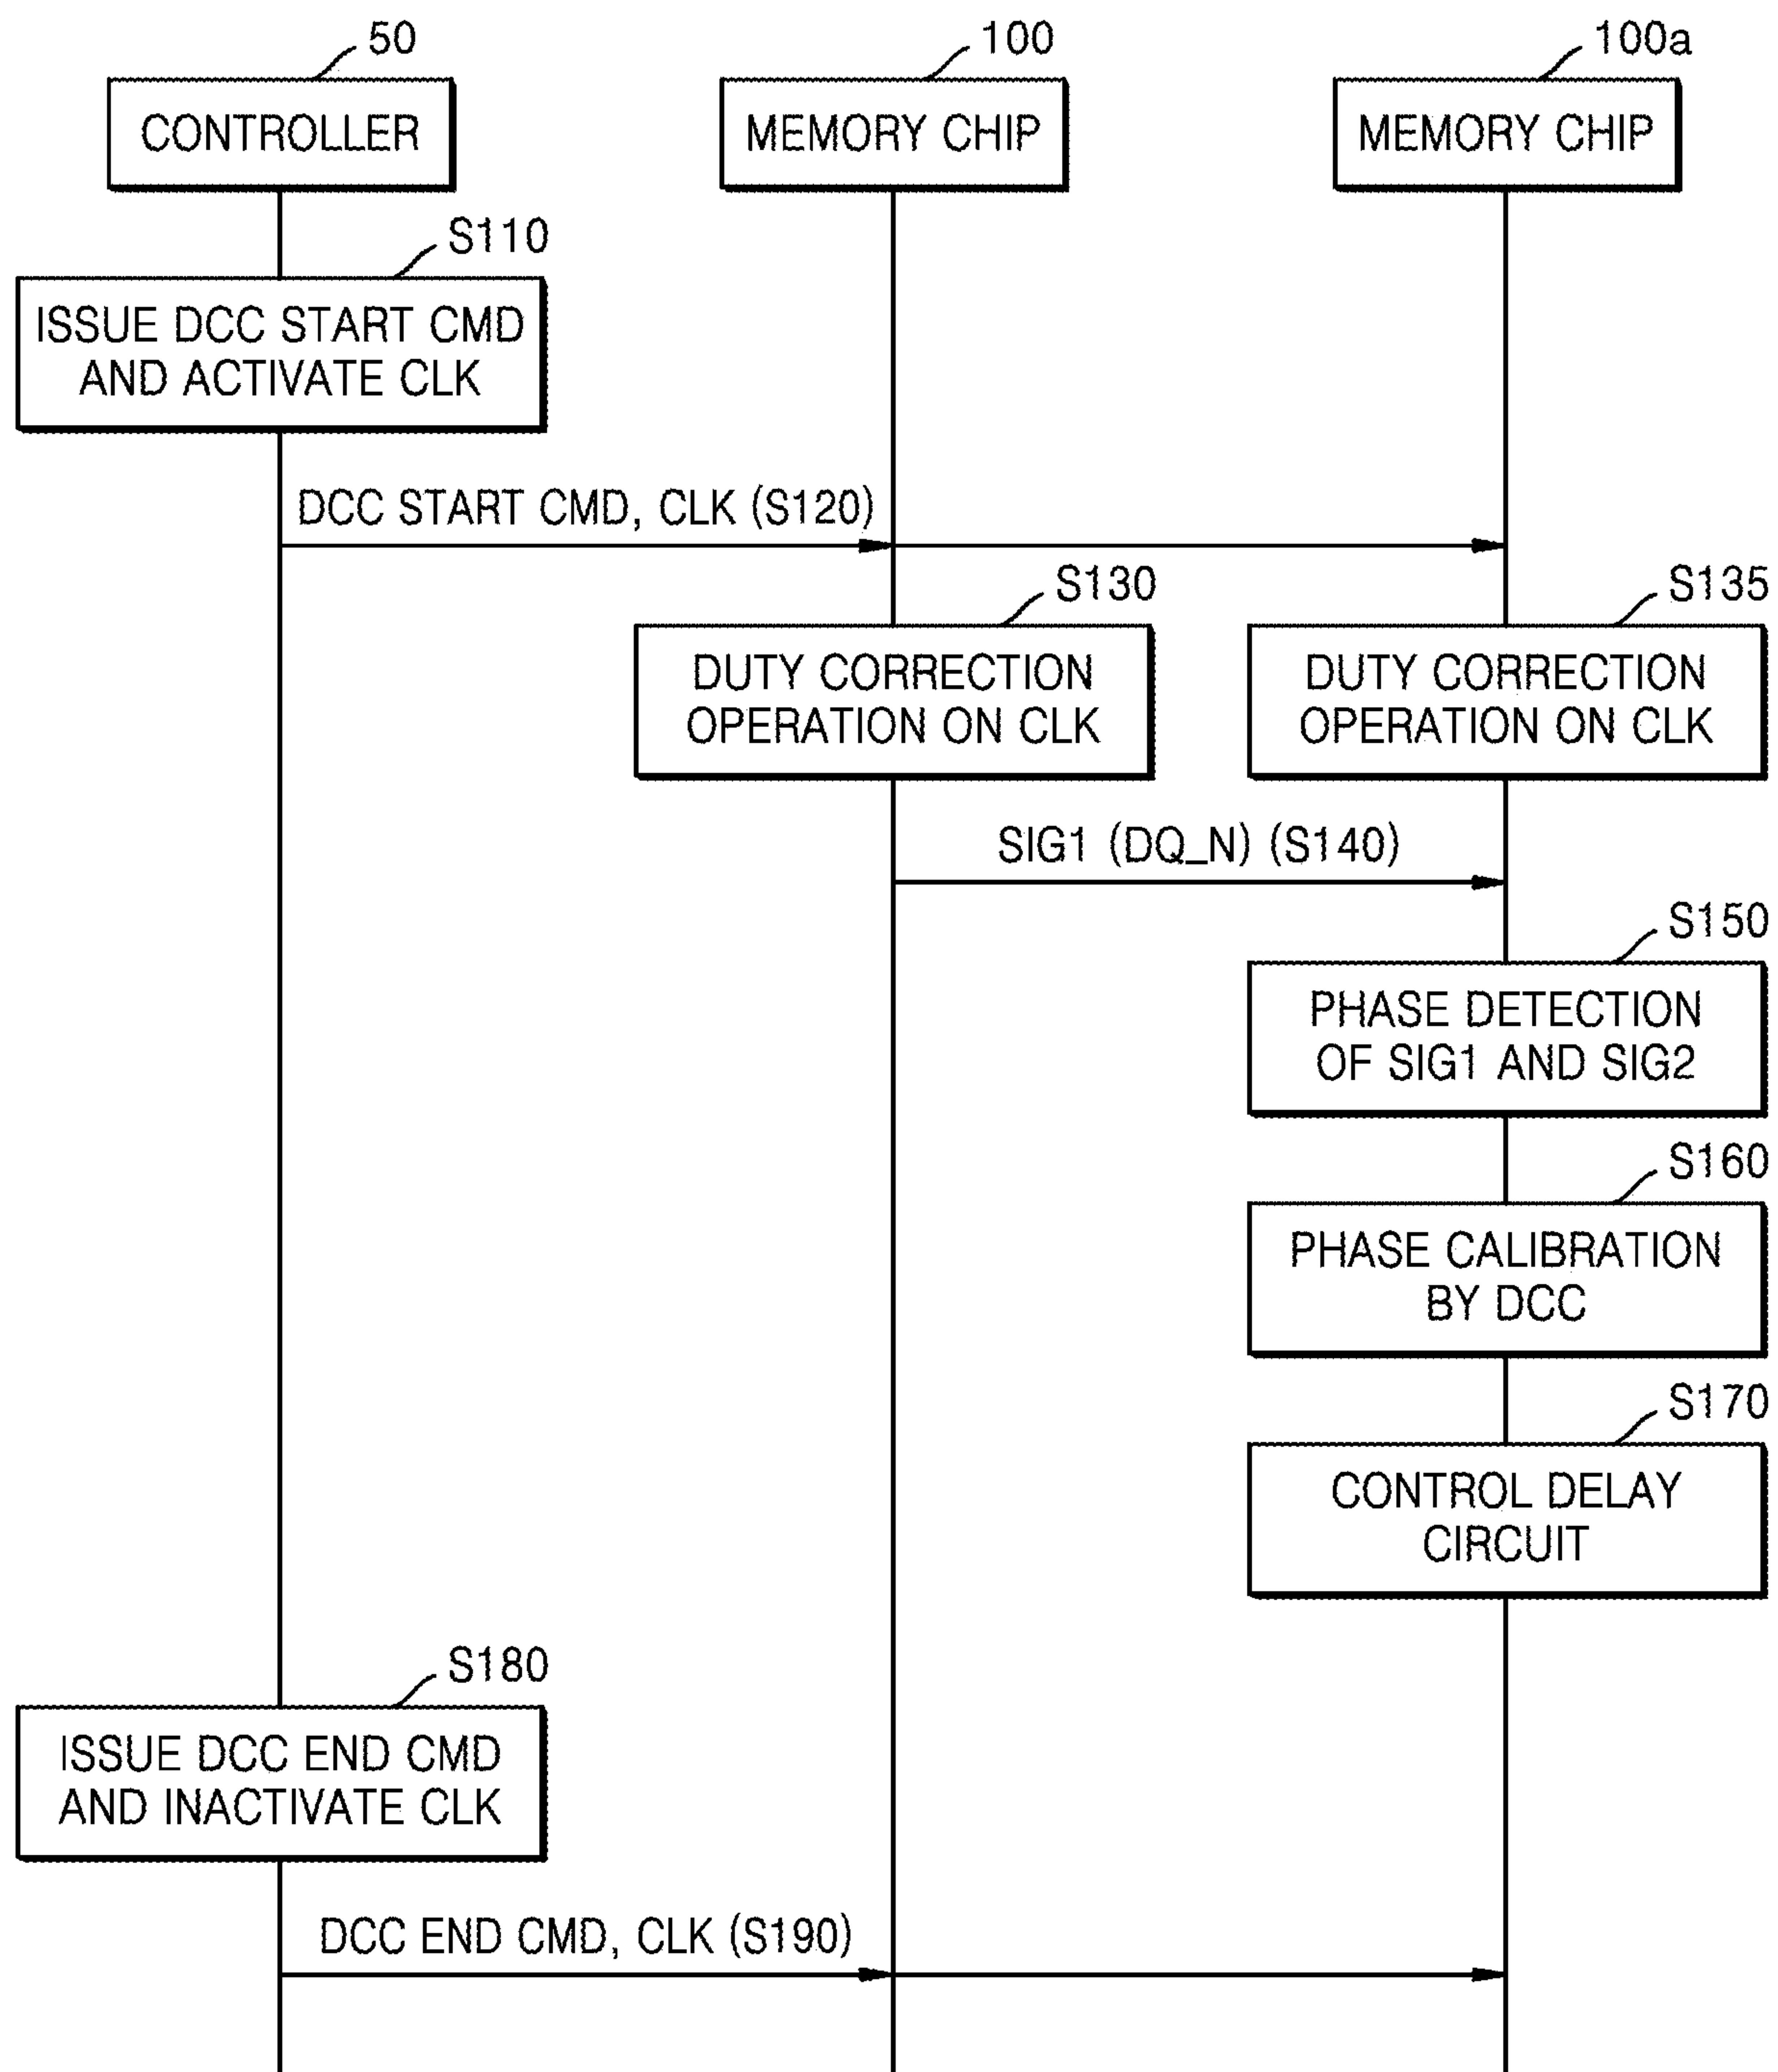 50
100
100a
CONTROLLER
MEMORY CHIP
MEMORY CHIP
S110
ISSUE DCC START CMD
AND ACTIVATE CLK
DCC START CMD, CLK (S120)
S130
S135
DUTY CORRECTION
OPERATION ON CLK
DUTY CORRECTION
OPERATION ON CLK
SIG1 (DQ_N) (S140)
S150
PHASE DETECTION
OF SIG1 AND SIG2
S160
PHASE CALIBRATION
BY DCC
S170
CONTROL DELAY
CIRCUIT
S180
ISSUE DCC END CMD
AND INACTIVATE CLK
DCC END CMD, CLK (S190)